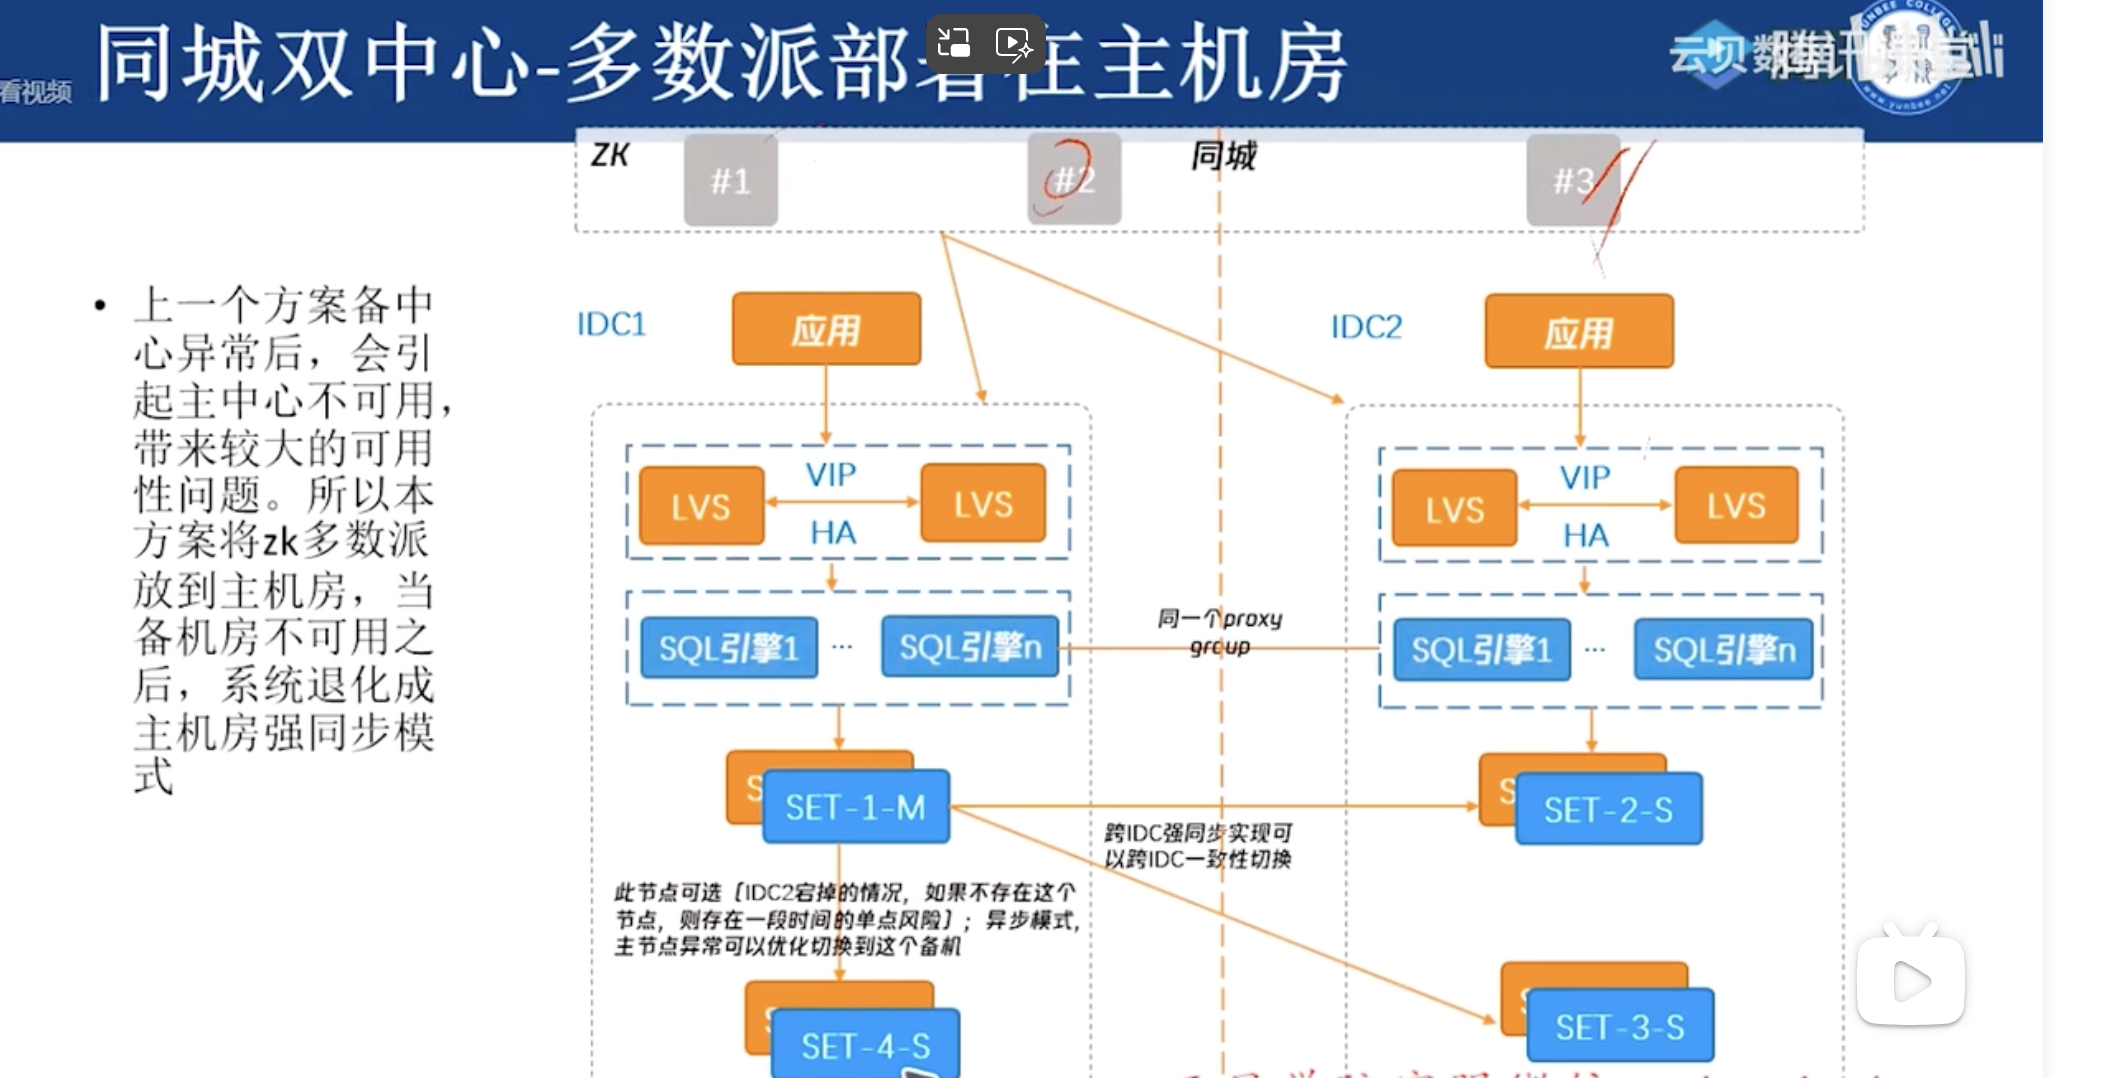 同城双中心-多数派部署在主机房
看视频
ZK
#1
#2
同城
#3
• 上一个方案备中
心异常后，会引
起主中心不可用，
带来较大的可用
性问题。所以本
方案将zk多数派
放到主机房，当
备机房不可用之
后，系统退化成
主机房强同步模
式
IDC1
应用
IDC2
应用
LVS
VIP
HA
LVS
LVS
VIP
HA
LVS
SQL引擎1
...
SQL引擎n
同一个proxy
group
SQL引擎1
...
SQL引擎n
S
SET-1-M
S
SET-2-S
跨IDC强同步实现可
以跨IDC一致性切换
此节点可选〔IDC2宕掉的情况，如果不存在这个
节点，则存在一段时间的单点风险〕；异步模式，
主节点异常可以优化切换到这个备机
SET-4-S
SET-3-S